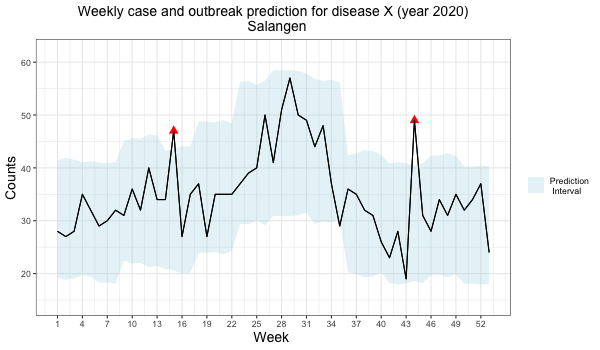 Weekly case and outbreak prediction for disease X (year 2020)
Salangen
60
50
40
30
20
Counts
1 4 7 10 13 16 19 22 25 28 31 34 37 40 43 46 49 52
Week
Prediction
Interval